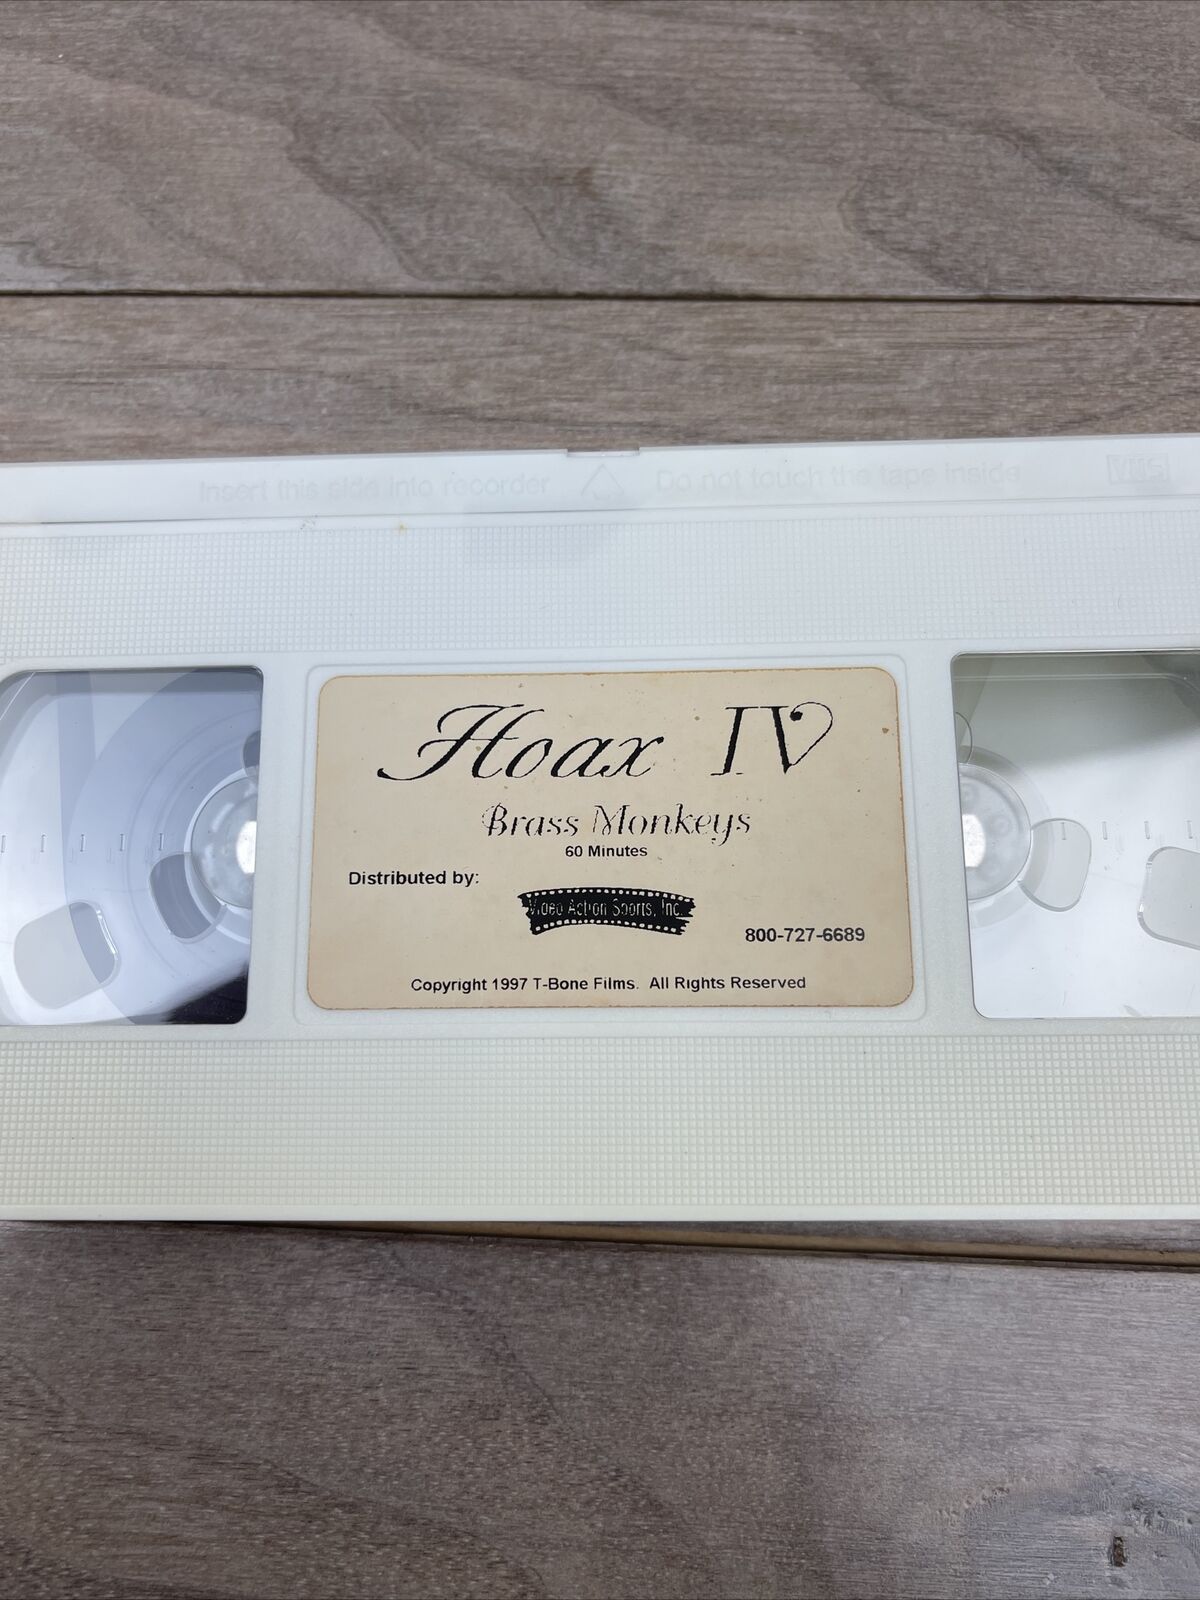 Insert this side into recorder Do not touch the tape inside VHS
Hoax IV
Brass Monkeys
60 Minutes
Distributed by:
Video Action Sports, Inc.
800-727-6689
Copyright 1997 T-Bone Films. All Rights Reserved